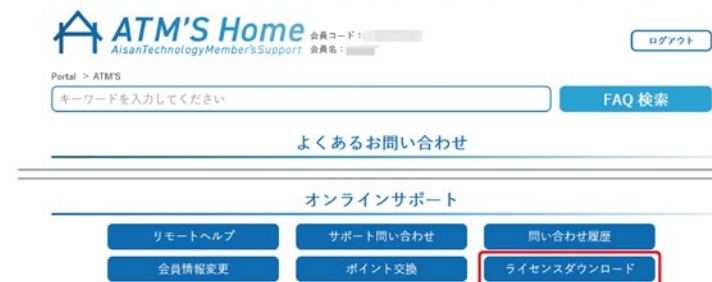 ATM'S Home
AisanTechnologyMember'sSupport
会員コード：
会員名：
ログアウト
Portal > ATM'S
キーワードを入力してください
FAQ 検索
よくあるお問い合わせ
オンラインサポート
リモートヘルプ
サポート問い合わせ
問い合わせ履歴
会員情報変更
ポイント交換
ライセンスダウンロード